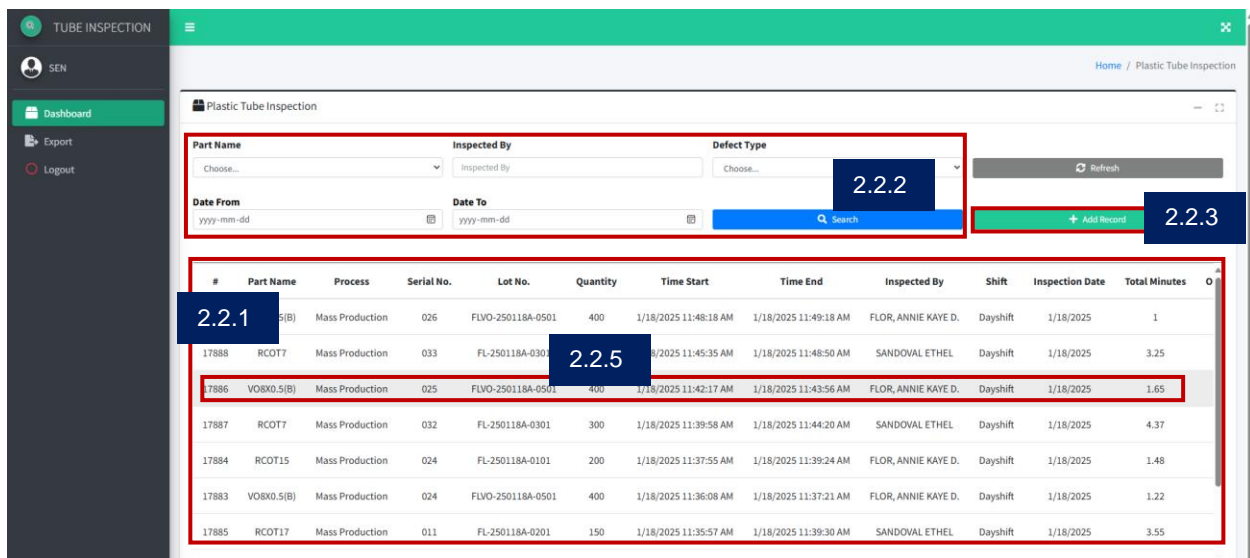 TUBE INSPECTION
SEN
Home / Plastic Tube Inspection
Dashboard
Export
Logout
Plastic Tube Inspection
Part Name Inspected By Defect Type
Choose... Inspected By Choose... Refresh
2.2.2
Date From Date To
yyyy-mm-dd yyyy-mm-dd Search + Add Record
2.2.3
# Part Name Process Serial No. Lot No. Quantity Time Start Time End Inspected By Shift Inspection Date Total Minutes O
2.2.1 5(B) Mass Production 026 FLVO-250118A-0501 400 1/18/2025 11:48:18 AM 1/18/2025 11:49:18 AM FLOR, ANNIE KAYE D. Dayshift 1/18/2025 1
17888 RCOT7 Mass Production 033 FL-250118A-0301 8/2025 11:45:35 AM 1/18/2025 11:48:50 AM SANDOVAL ETHEL Dayshift 1/18/2025 3.25
2.2.5
17886 VO8X0.5(B) Mass Production 025 FLVO-250118A-0501 400 1/18/2025 11:42:17 AM 1/18/2025 11:43:56 AM FLOR, ANNIE KAYE D. Dayshift 1/18/2025 1.65
17887 RCOT7 Mass Production 032 FL-250118A-0301 300 1/18/2025 11:39:58 AM 1/18/2025 11:44:20 AM SANDOVAL ETHEL Dayshift 1/18/2025 4.37
17884 RCOT15 Mass Production 024 FL-250118A-0101 200 1/18/2025 11:37:55 AM 1/18/2025 11:39:24 AM FLOR, ANNIE KAYE D. Dayshift 1/18/2025 1.48
17883 VO8X0.5(B) Mass Production 024 FLVO-250118A-0501 400 1/18/2025 11:36:08 AM 1/18/2025 11:37:21 AM FLOR, ANNIE KAYE D. Dayshift 1/18/2025 1.22
17885 RCOT17 Mass Production 011 FL-250118A-0201 150 1/18/2025 11:35:57 AM 1/18/2025 11:39:30 AM SANDOVAL ETHEL Dayshift 1/18/2025 3.55